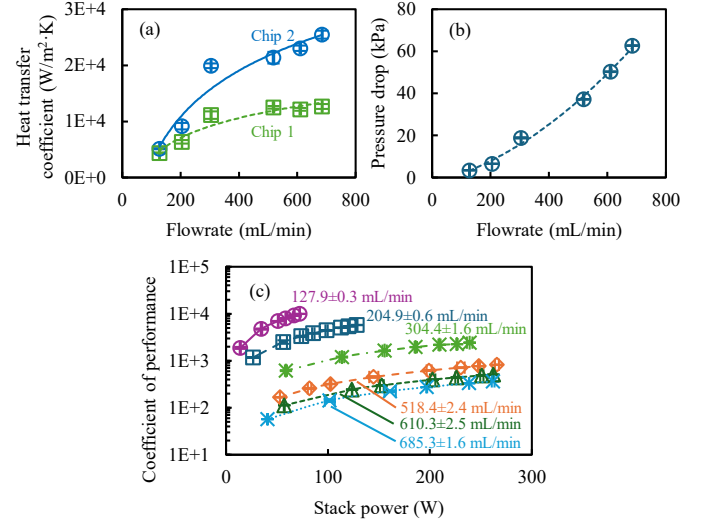 (a)
Chip 2
Chip 1
Heat transfer
coefficient (W/m²·K)
3E+4
2E+4
1E+4
0E+4
0 200 400 600 800
Flowrate (mL/min)
(b)
Pressure drop (kPa)
80
60
40
20
0
0 200 400 600 800
Flowrate (mL/min)
(c)
Coefficient of performance
1E+5
1E+4
1E+3
1E+2
1E+1
127.9±0.3 mL/min
204.9±0.6 mL/min
304.4±1.6 mL/min
518.4±2.4 mL/min
610.3±2.5 mL/min
685.3±1.6 mL/min
0 100 200 300
Stack power (W)